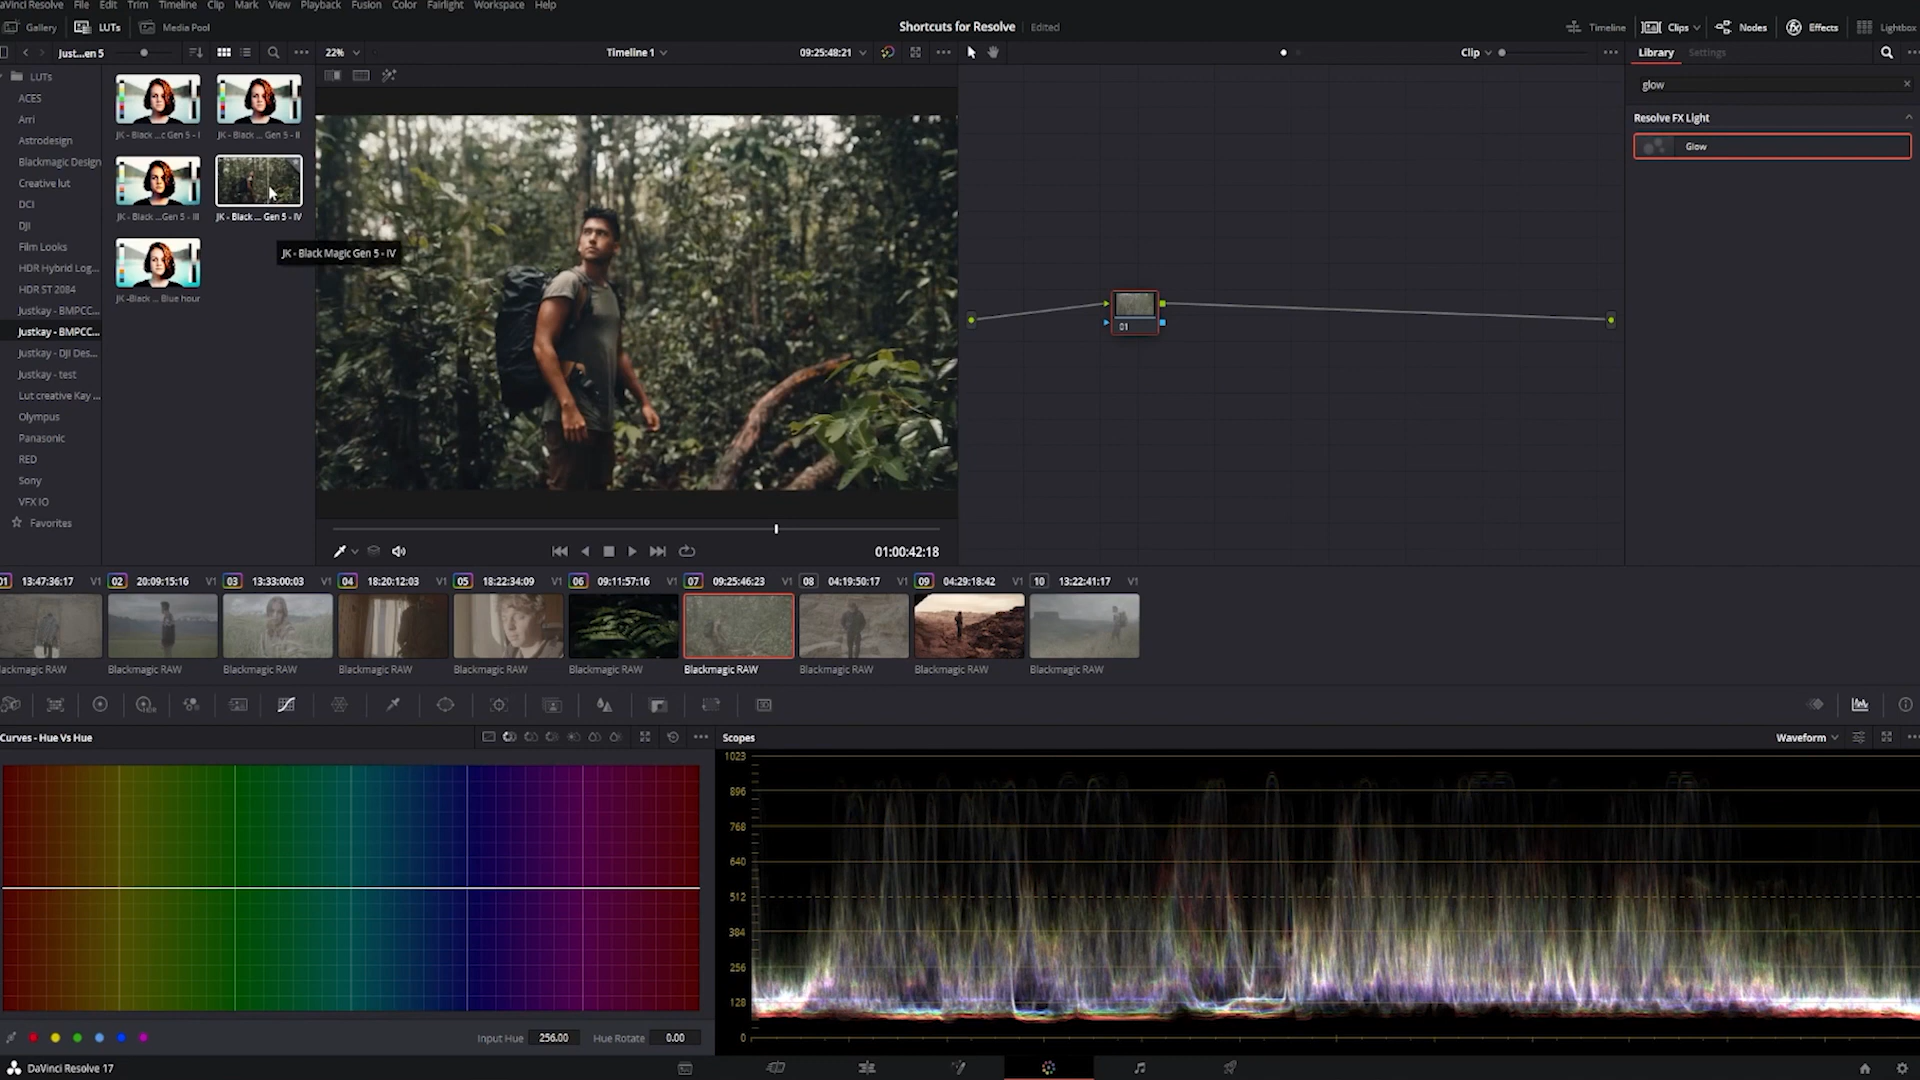 aVinci Resolve File Edit Trim Timeline Clip Mark View Playback Fusion Color Fairlight Workspace Help
Gallery LUTs Media Pool Shortcuts for Resolve Edited Timeline Clips Nodes Effects Lightbox
Just...en 5 22% Timeline 1 09:25:48:21 Clip Library Settings
LUTs
ACES
Arri
Astrodesign
Blackmagic Design
Creative lut
DCI
DJI
Film Looks
HDR Hybrid Log...
HDR ST 2084
Justkay - BMPCC...
Justkay - BMPCC...
Justkay - DJI Des...
Justkay - test
Lut creative Kay ...
Olympus
Panasonic
RED
Sony
VFX IO
Favorites
JK - Black ...c Gen 5 - I
JK - Black ... Gen 5 - II
JK - Black ...Gen 5 - III
JK - Black ... Gen 5 - IV
JK -Black ... Blue hour
JK - Black Magic Gen 5 - IV
01
glow
Resolve FX Light
Glow
01:00:42:18
01 13:47:36:17 V1 02 20:09:15:16 V1 03 13:33:00:03 V1 04 18:20:12:03 V1 05 18:22:34:09 V1 06 09:11:57:16 V1 07 09:25:46:23 V1 08 04:19:50:17 V1 09 04:29:18:42 V1 10 13:22:41:17 V1
lackmagic RAW Blackmagic RAW Blackmagic RAW Blackmagic RAW Blackmagic RAW Blackmagic RAW Blackmagic RAW Blackmagic RAW Blackmagic RAW Blackmagic RAW
Curves - Hue Vs Hue
Input Hue 256.00 Hue Rotate 0.00
Scopes Waveform
1023
896
768
640
512
384
256
128
0
DaVinci Resolve 17